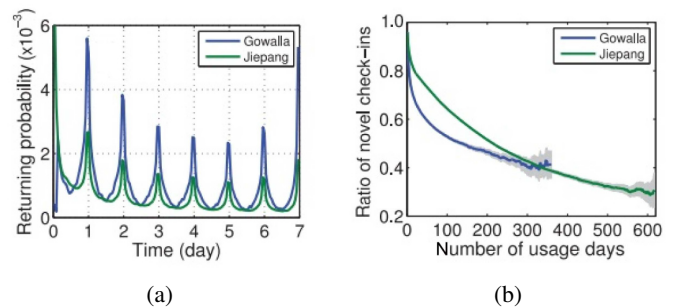 Returning probability (x10⁻³)
6
4
2
0
Gowalla
Jiepang
0 1 2 3 4 5 6 7
Time (day)
(a)
Ratio of novel check-ins
1.0
0.8
0.6
0.4
0.2
Gowalla
Jiepang
0 100 200 300 400 500 600
Number of usage days
(b)